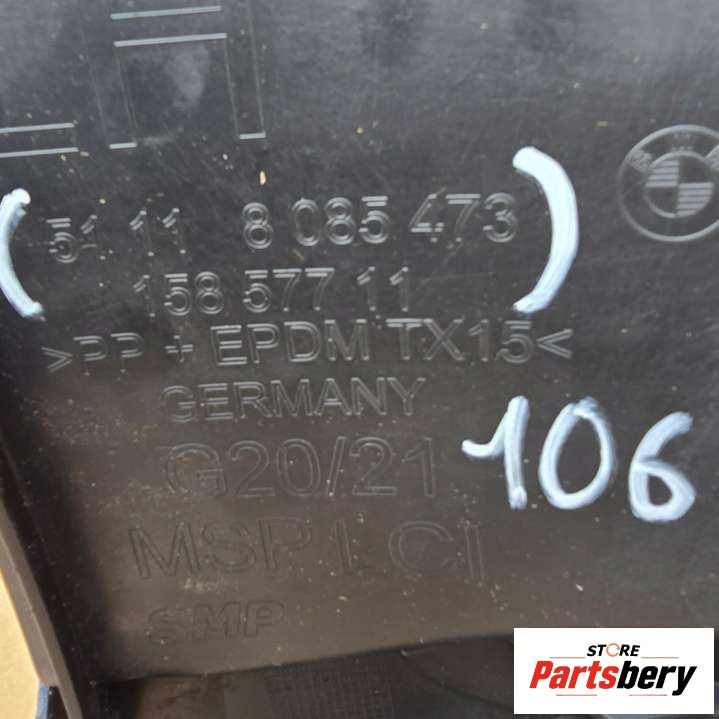 (51 11 8 085 473)
158 577 11
>PP + EPDM TX15<
GERMANY
G20/21
106
MSP LCI
SMP
STORE
Partsbery